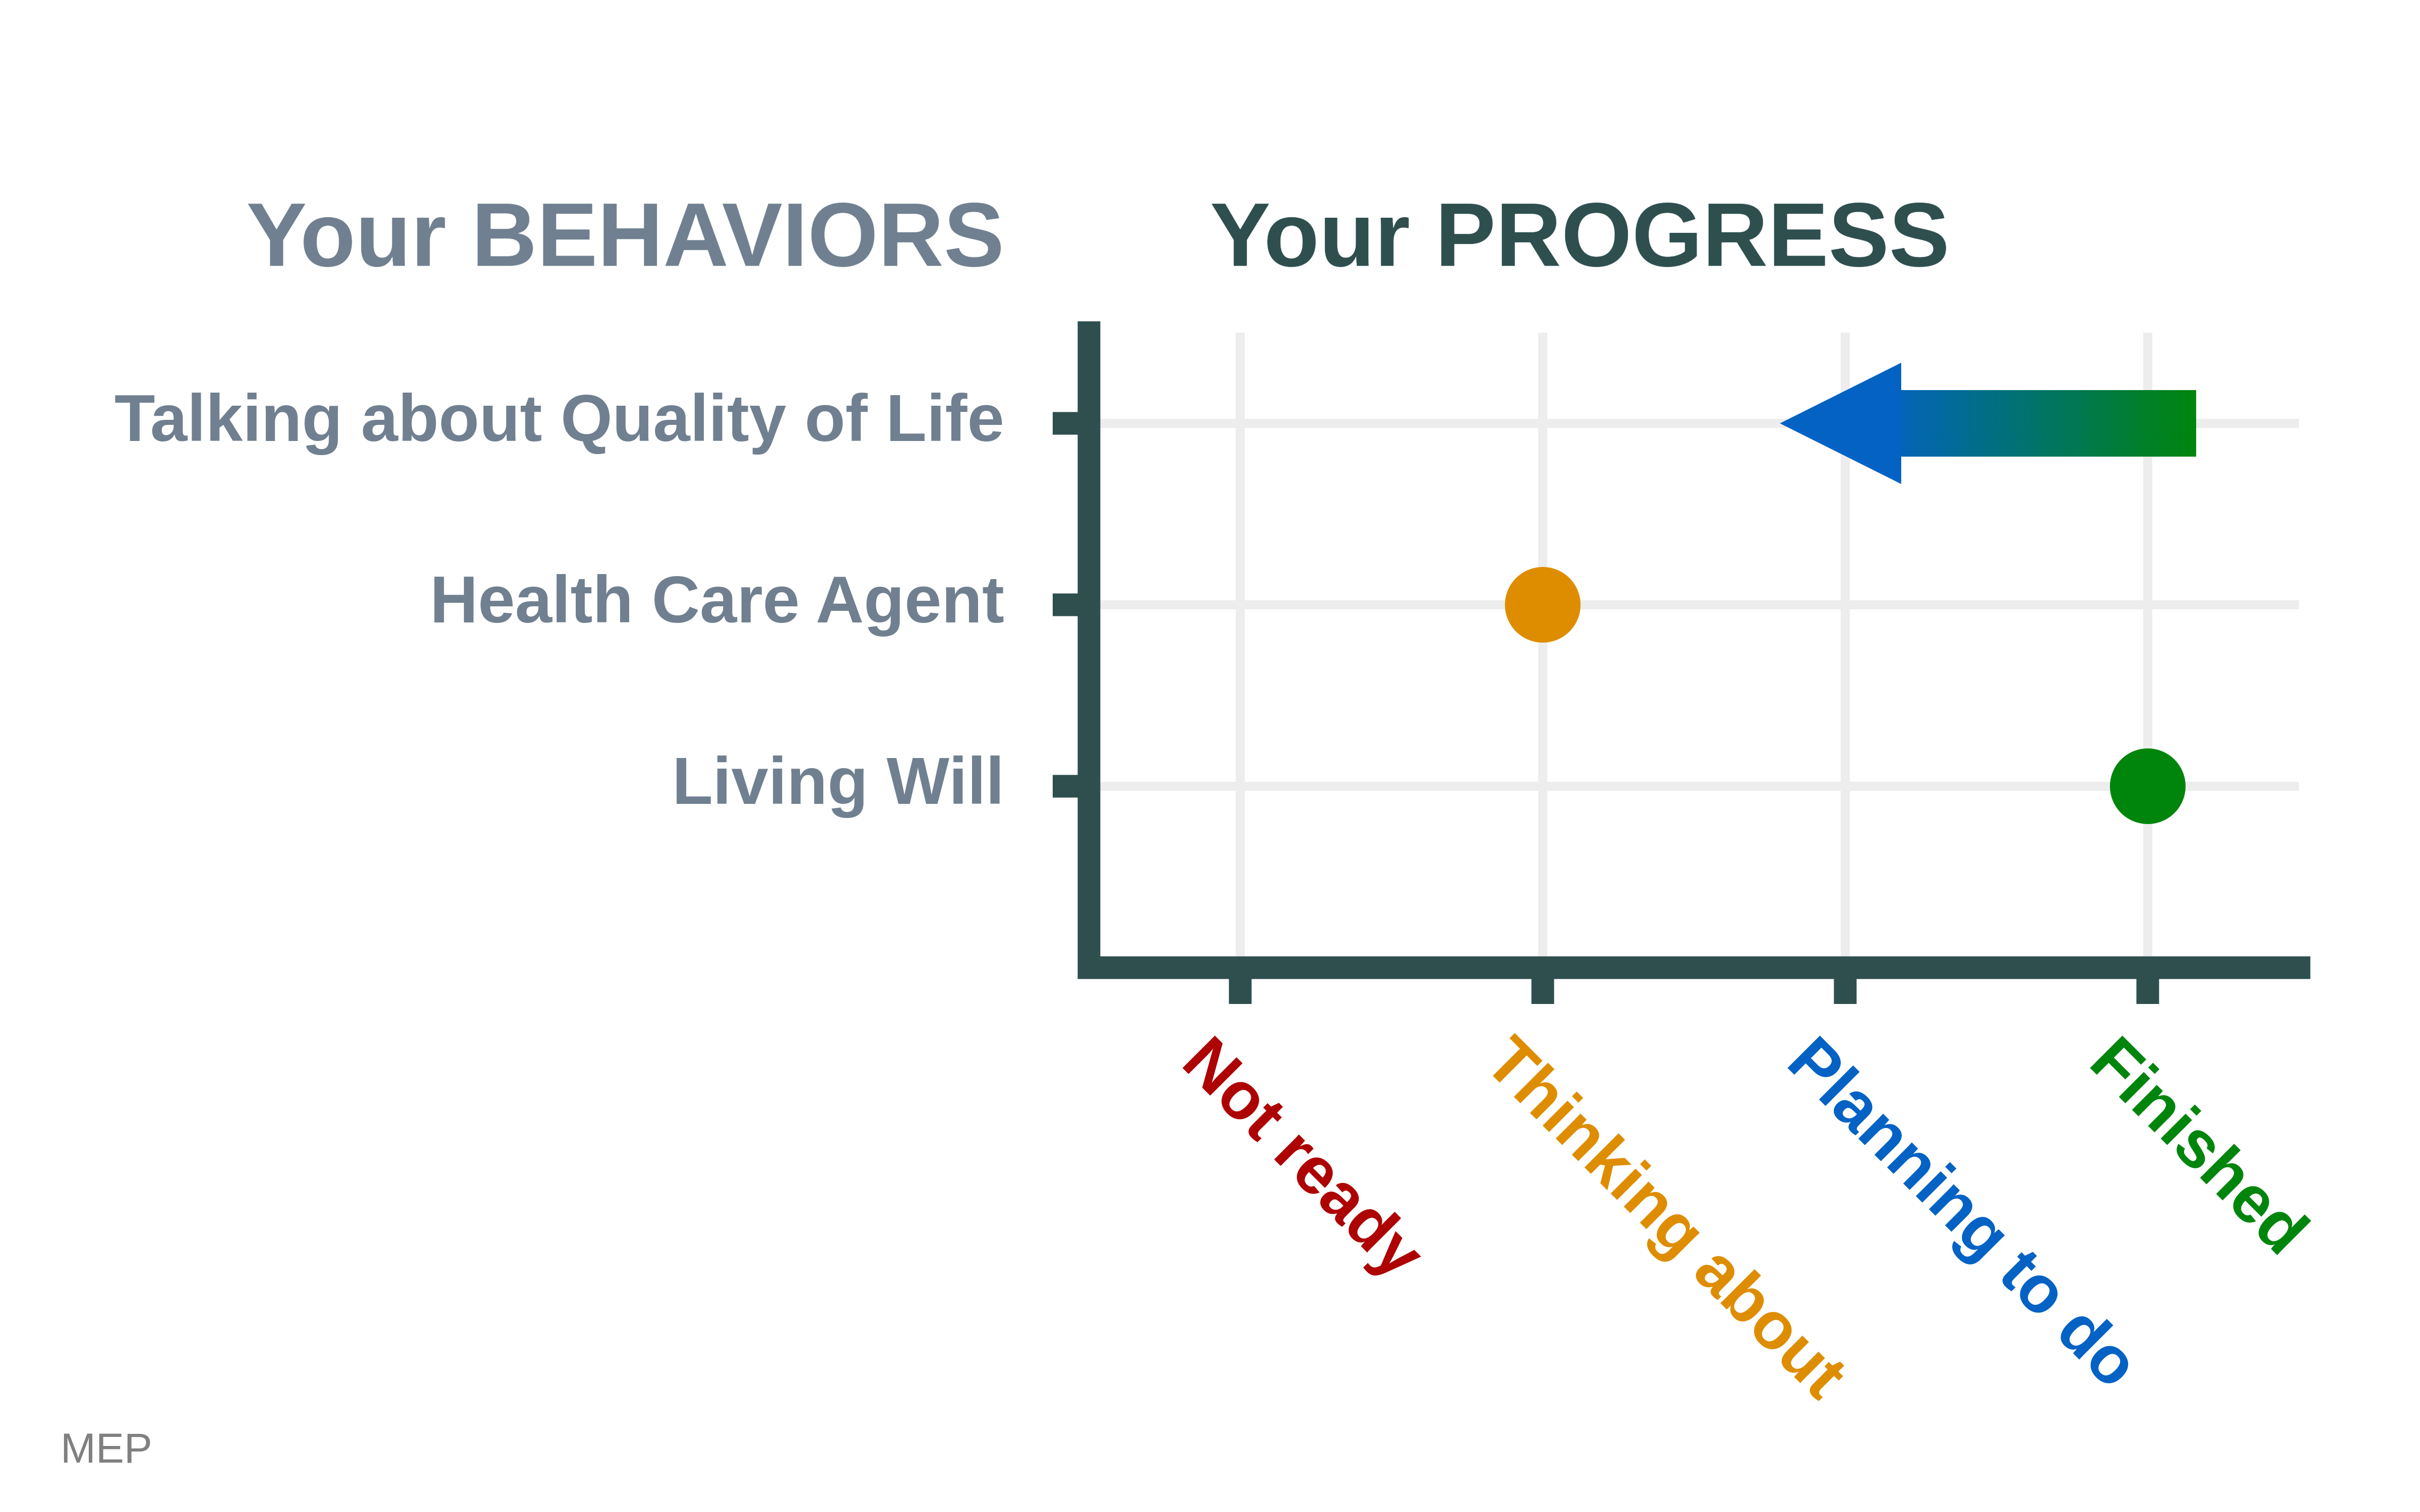 Your BEHAVIORS
Your PROGRESS
Talking about Quality of Life
Health Care Agent
Living Will
Not ready
Thinking about
Planning to do
Finished
MEP